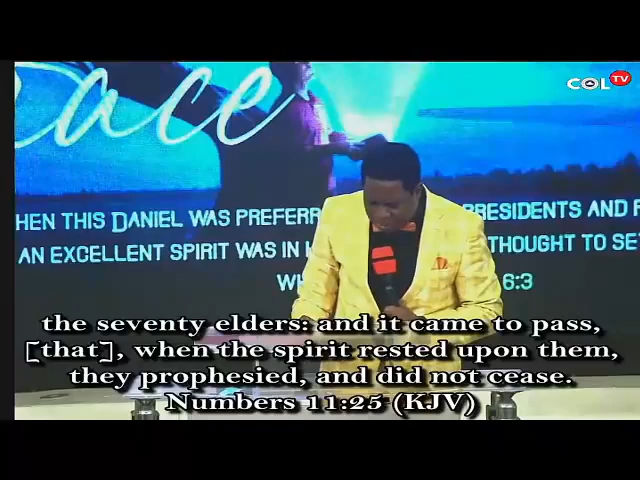 COL TV
ace
HEN THIS DANIEL WAS PREFERR PRESIDENTS AND
AN EXCELLENT SPIRIT WAS IN THOUGHT TO SE
6:3
the seventy elders: and it came to pass,
[that], when the spirit rested upon them,
they prophesied, and did not cease.
Numbers 11:25 (KJV)